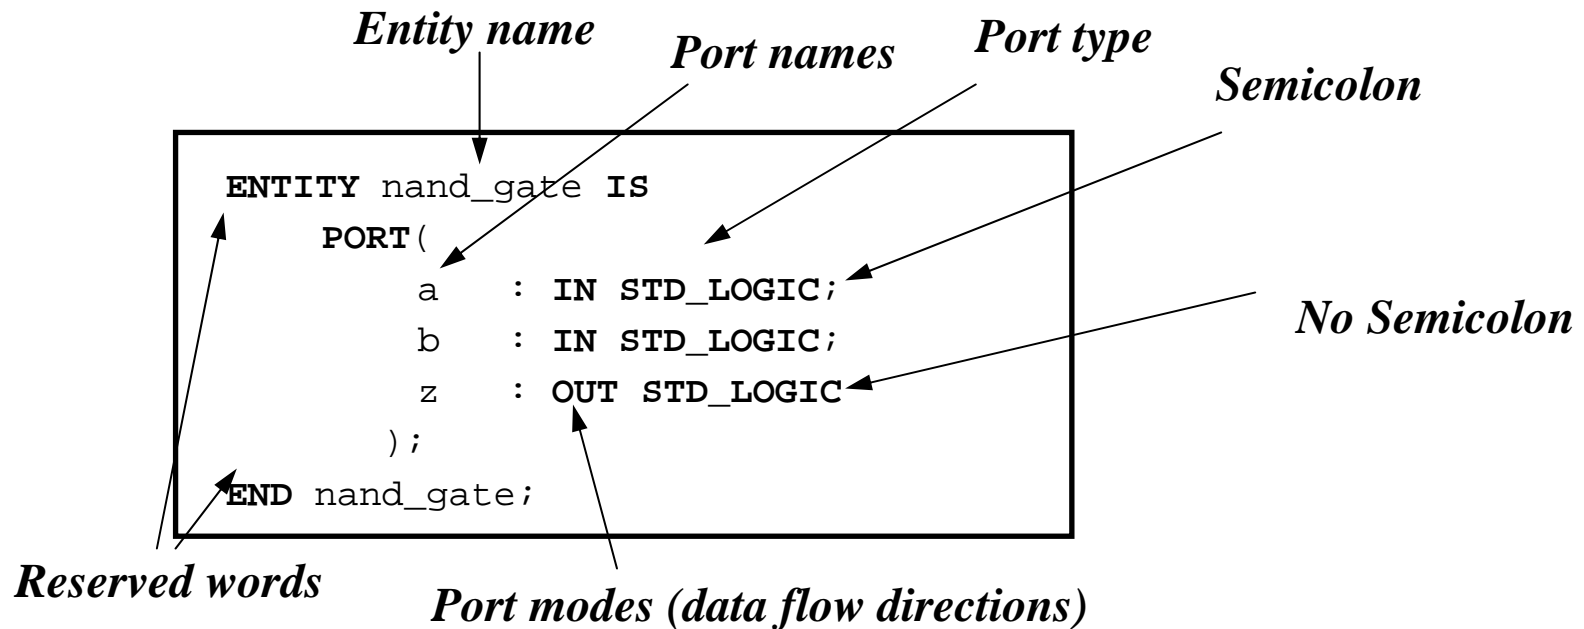 Entity name
Port names
Port type
Semicolon
ENTITY nand_gate IS
PORT(
a : IN STD_LOGIC;
b : IN STD_LOGIC;
No Semicolon
z : OUT STD_LOGIC
);
END nand_gate;
Reserved words
Port modes (data flow directions)